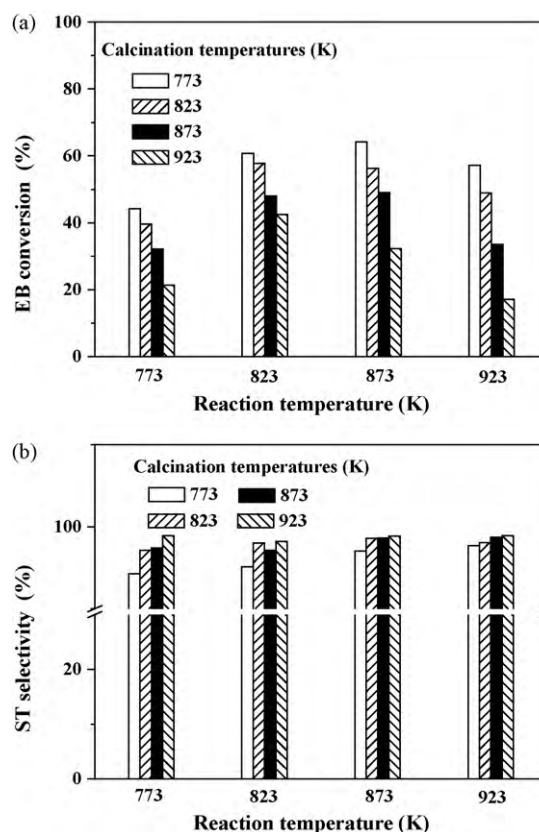 (a)
100
80
60
40
20
0
EB conversion (%)
Calcination temperatures (K)
773
823
873
923
773 823 873 923
Reaction temperature (K)
(b)
100
20
0
ST selectivity (%)
Calcination temperatures (K)
773 873
823 923
773 823 873 923
Reaction temperature (K)